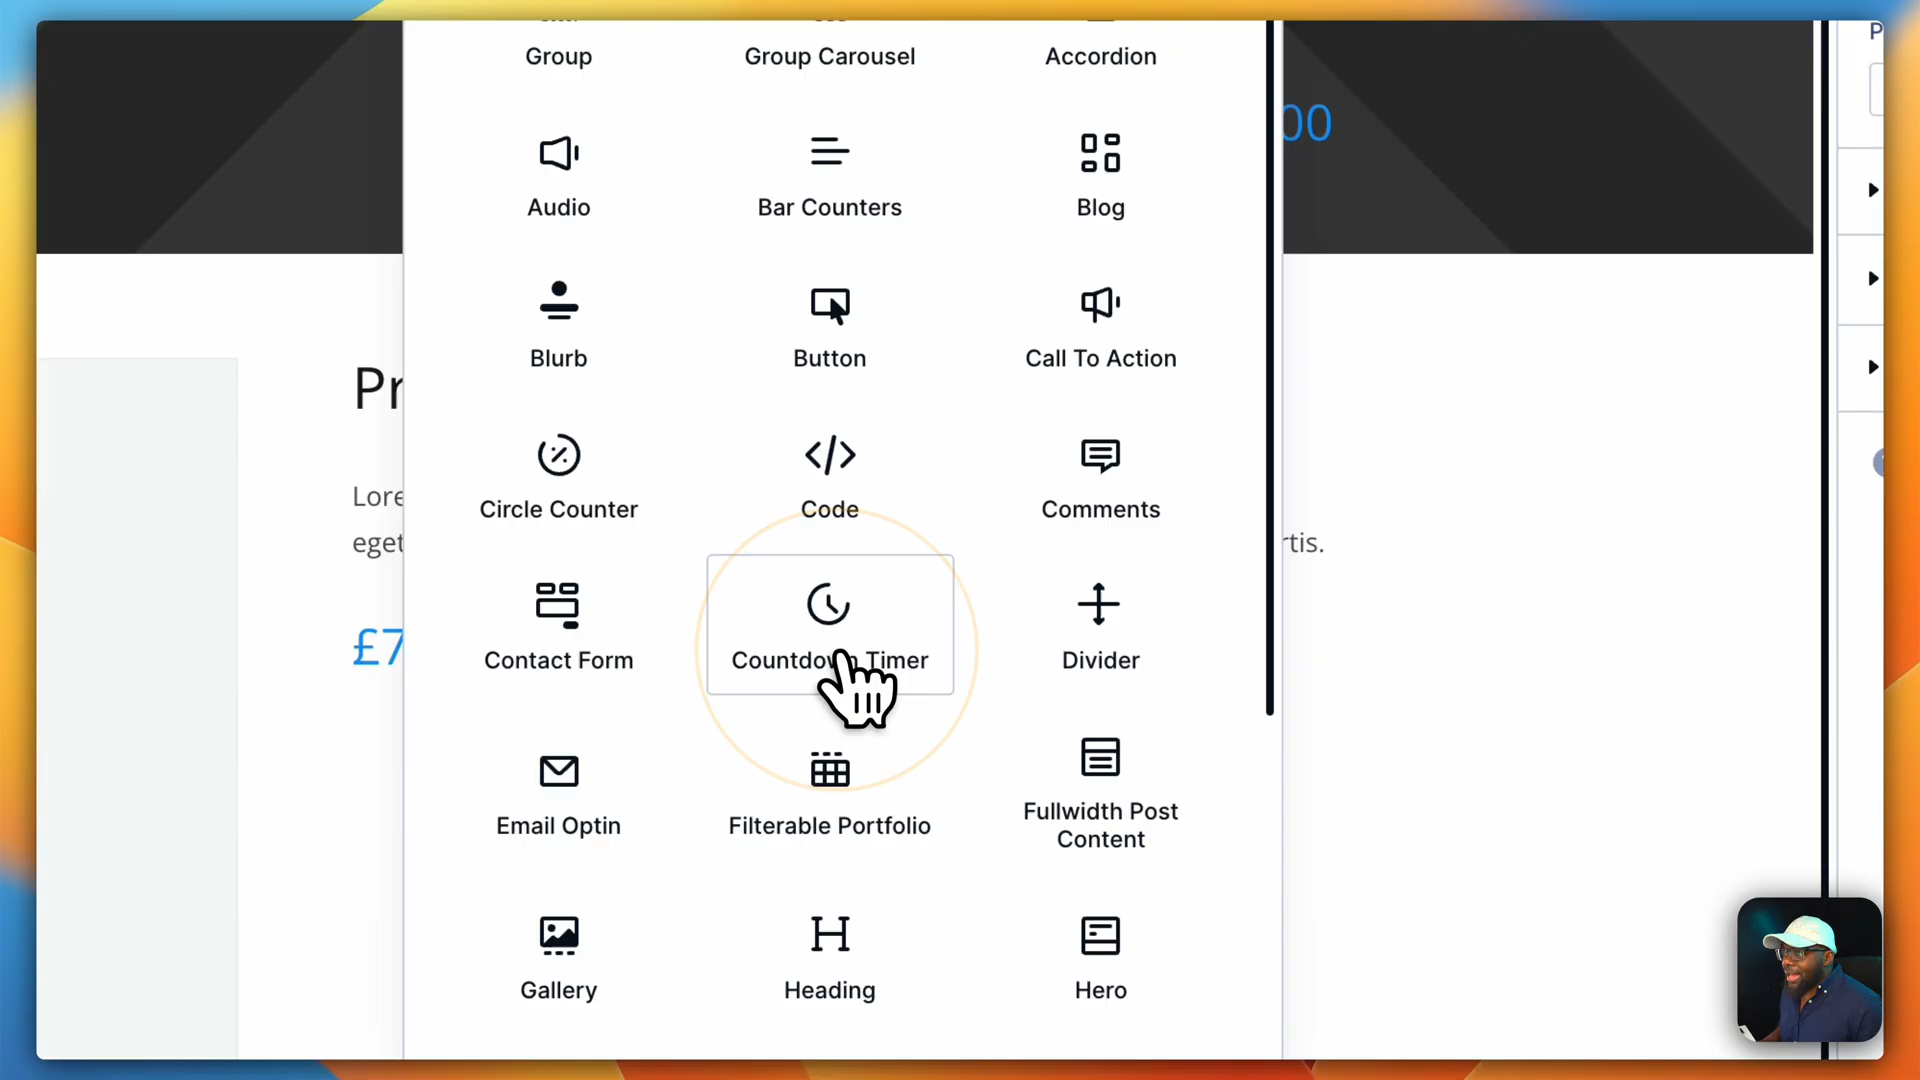 P
Group
Group Carousel
Accordion
00
Audio
Bar Counters
Blog
Blurb
Button
Call To Action
Pr
Circle Counter
Code
Comments
Lore
eget
rtis.
Contact Form
Countdown Timer
Divider
£7
Email Optin
Filterable Portfolio
Fullwidth Post
Content
Gallery
Heading
Hero